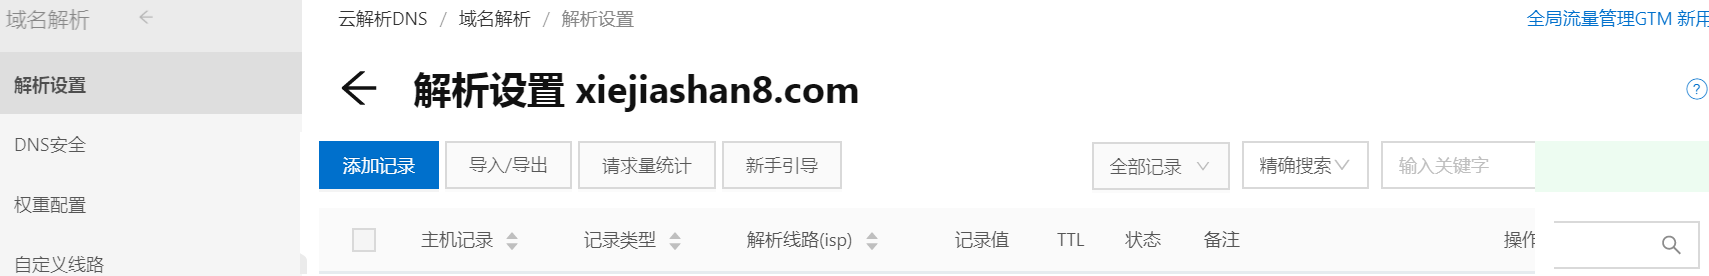 域名解析
云解析DNS / 域名解析 / 解析设置
全局流量管理GTM 新用
解析设置
解析设置 xiejiashan8.com
DNS安全
添加记录 导入/导出 请求量统计 新手引导 全部记录 精确搜索 输入关键字
权重配置
主机记录 记录类型 解析线路(isp) 记录值 TTL 状态 备注 操作
自定义线路